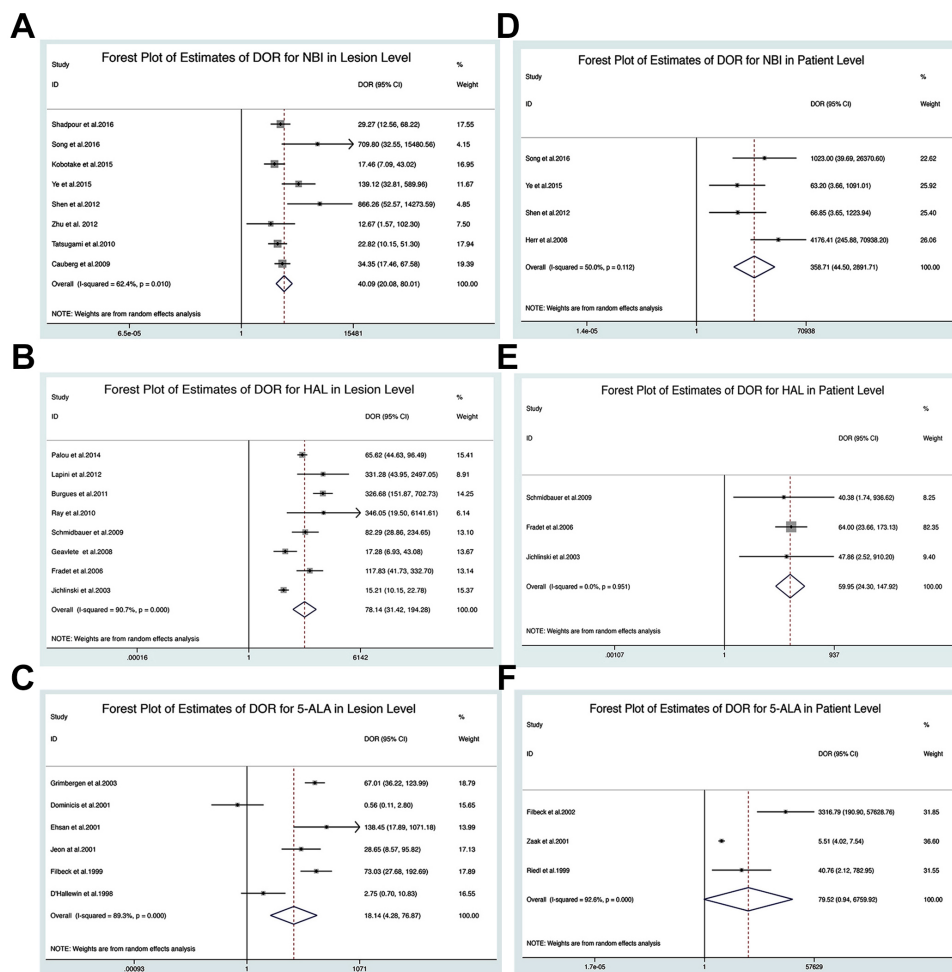 A
Forest Plot of Estimates of DOR for NBI in Lesion Level
Study %
ID DOR (95% CI) Weight
Shadpour et al.2016 29.27 (12.56, 68.22) 17.55
Song et al.2016 709.80 (32.55, 15480.56) 4.15
Kobotake et al.2015 17.46 (7.09, 43.02) 16.95
Ye et al.2015 139.12 (32.81, 589.96) 11.67
Shen et al.2012 866.26 (52.57, 14273.59) 4.85
Zhu et al. 2012 12.67 (1.57, 102.30) 7.50
Tatsugami et al.2010 22.82 (10.15, 51.30) 17.94
Cauberg et al.2009 34.35 (17.46, 67.58) 19.39
Overall (I-squared = 62.4%, p = 0.010) 40.09 (20.08, 80.01) 100.00
NOTE: Weights are from random effects analysis
6.5e-05 1 15481
B
Forest Plot of Estimates of DOR for HAL in Lesion Level
Study %
ID DOR (95% CI) Weight
Palou et al.2014 65.62 (44.63, 96.49) 15.41
Lapini et al.2012 331.28 (43.95, 2497.05) 8.91
Burgues et al.2011 326.68 (151.87, 702.73) 14.25
Ray et al.2010 346.05 (19.50, 6141.61) 6.14
Schmidbauer et al.2009 82.29 (28.86, 234.65) 13.10
Geavlete et al.2008 17.28 (6.93, 43.08) 13.67
Fradet et al.2006 117.83 (41.73, 332.70) 13.14
Jichlinski et al.2003 15.21 (10.15, 22.78) 15.37
Overall (I-squared = 90.7%, p = 0.000) 78.14 (31.42, 194.28) 100.00
NOTE: Weights are from random effects analysis
.00016 1 6142
C
Forest Plot of Estimates of DOR for 5-ALA in Lesion Level
Study %
ID DOR (95% CI) Weight
Grimbergen et al.2003 67.01 (36.22, 123.99) 18.79
Dominicis et al.2001 0.56 (0.11, 2.80) 15.65
Ehsan et al.2001 138.45 (17.89, 1071.18) 13.99
Jeon at al.2001 28.65 (8.57, 95.82) 17.13
Filbeck et al.1999 73.03 (27.68, 192.69) 17.89
D'Hallewin et al.1998 2.75 (0.70, 10.83) 16.55
Overall (I-squared = 89.3%, p = 0.000) 18.14 (4.28, 76.87) 100.00
NOTE: Weights are from random effects analysis
.00093 1 1071
D
Forest Plot of Estimates of DOR for NBI in Patient Level
Study %
ID DOR (95% CI) Weight
Song et al.2016 1023.00 (39.69, 26370.60) 22.62
Ye et al.2015 63.20 (3.66, 1091.01) 25.92
Shen et al.2012 66.85 (3.65, 1223.94) 25.40
Herr et al.2008 4176.41 (245.88, 70938.20) 26.06
Overall (I-squared = 50.0%, p = 0.112) 358.71 (44.50, 2891.71) 100.00
NOTE: Weights are from random effects analysis
1.4e-05 1 70938
E
Forest Plot of Estimates of DOR for HAL in Patient Level
Study %
ID DOR (95% CI) Weight
Schmidbauer et al.2009 40.38 (1.74, 936.62) 8.25
Fradet et al.2006 64.00 (23.66, 173.13) 82.35
Jichlinski et al.2003 47.86 (2.52, 910.20) 9.40
Overall (I-squared = 0.0%, p = 0.951) 59.95 (24.30, 147.92) 100.00
NOTE: Weights are from random effects analysis
.00107 1 937
F
Forest Plot of Estimates of DOR for 5-ALA in Patient Level
Study %
ID DOR (95% CI) Weight
Filbeck et al.2002 3316.79 (190.90, 57628.76) 31.85
Zaak et al.2001 5.51 (4.02, 7.54) 36.60
Riedl et al.1999 40.76 (2.12, 782.95) 31.55
Overall (I-squared = 92.6%, p = 0.000) 79.52 (0.94, 6759.92) 100.00
NOTE: Weights are from random effects analysis
1.7e-05 1 57629